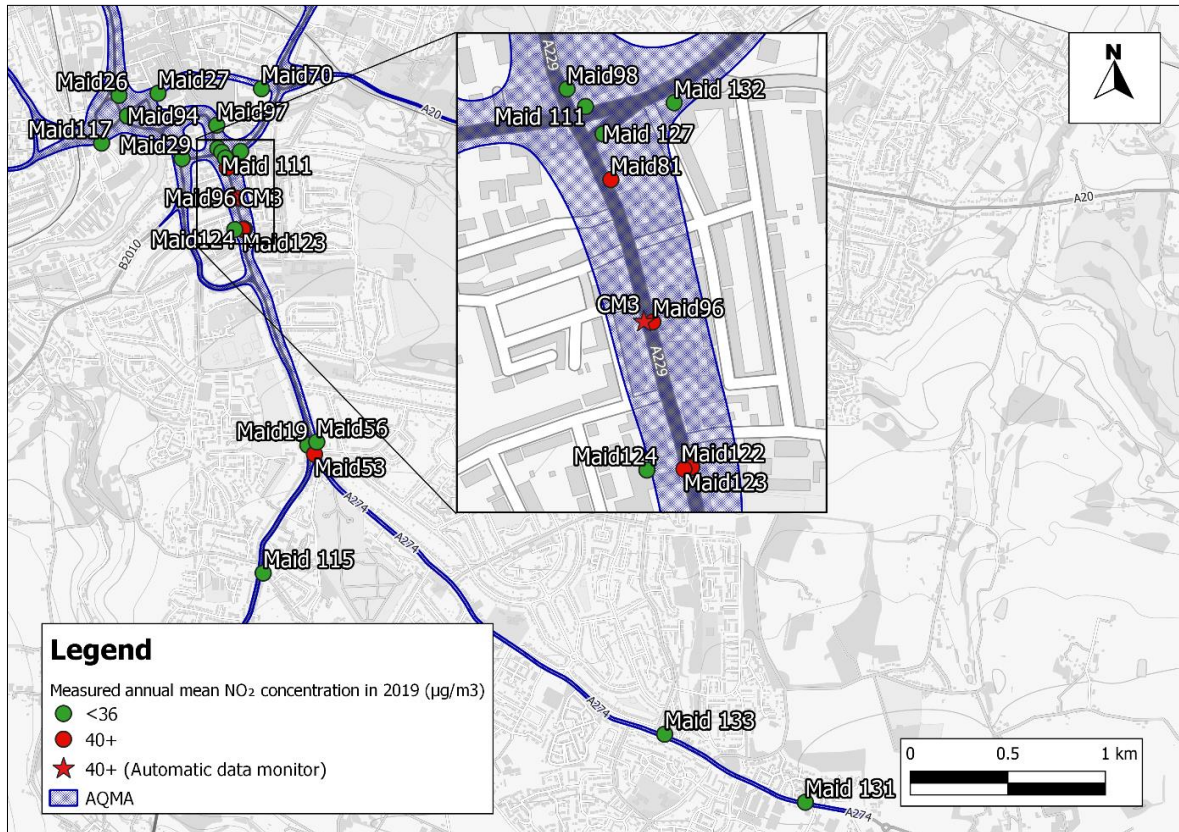 N
Maid26
Maid27
Maid70
Maid94
Maid97
A20
Maid117
Maid29
Maid 111
Maid96
CM3
Maid124
Maid123
B2010
A20
A229
Maid98
Maid 132
Maid 111
Maid 127
Maid81
CM3
Maid96
A229
Maid124
Maid122
Maid123
Maid19
Maid56
Maid53
A274
A274
Maid 115
A274
Maid 133
Maid 131
A274
Legend
Measured annual mean NO₂ concentration in 2019 (µg/m3)
<36
40+
40+ (Automatic data monitor)
AQMA
0 0.5 1 km